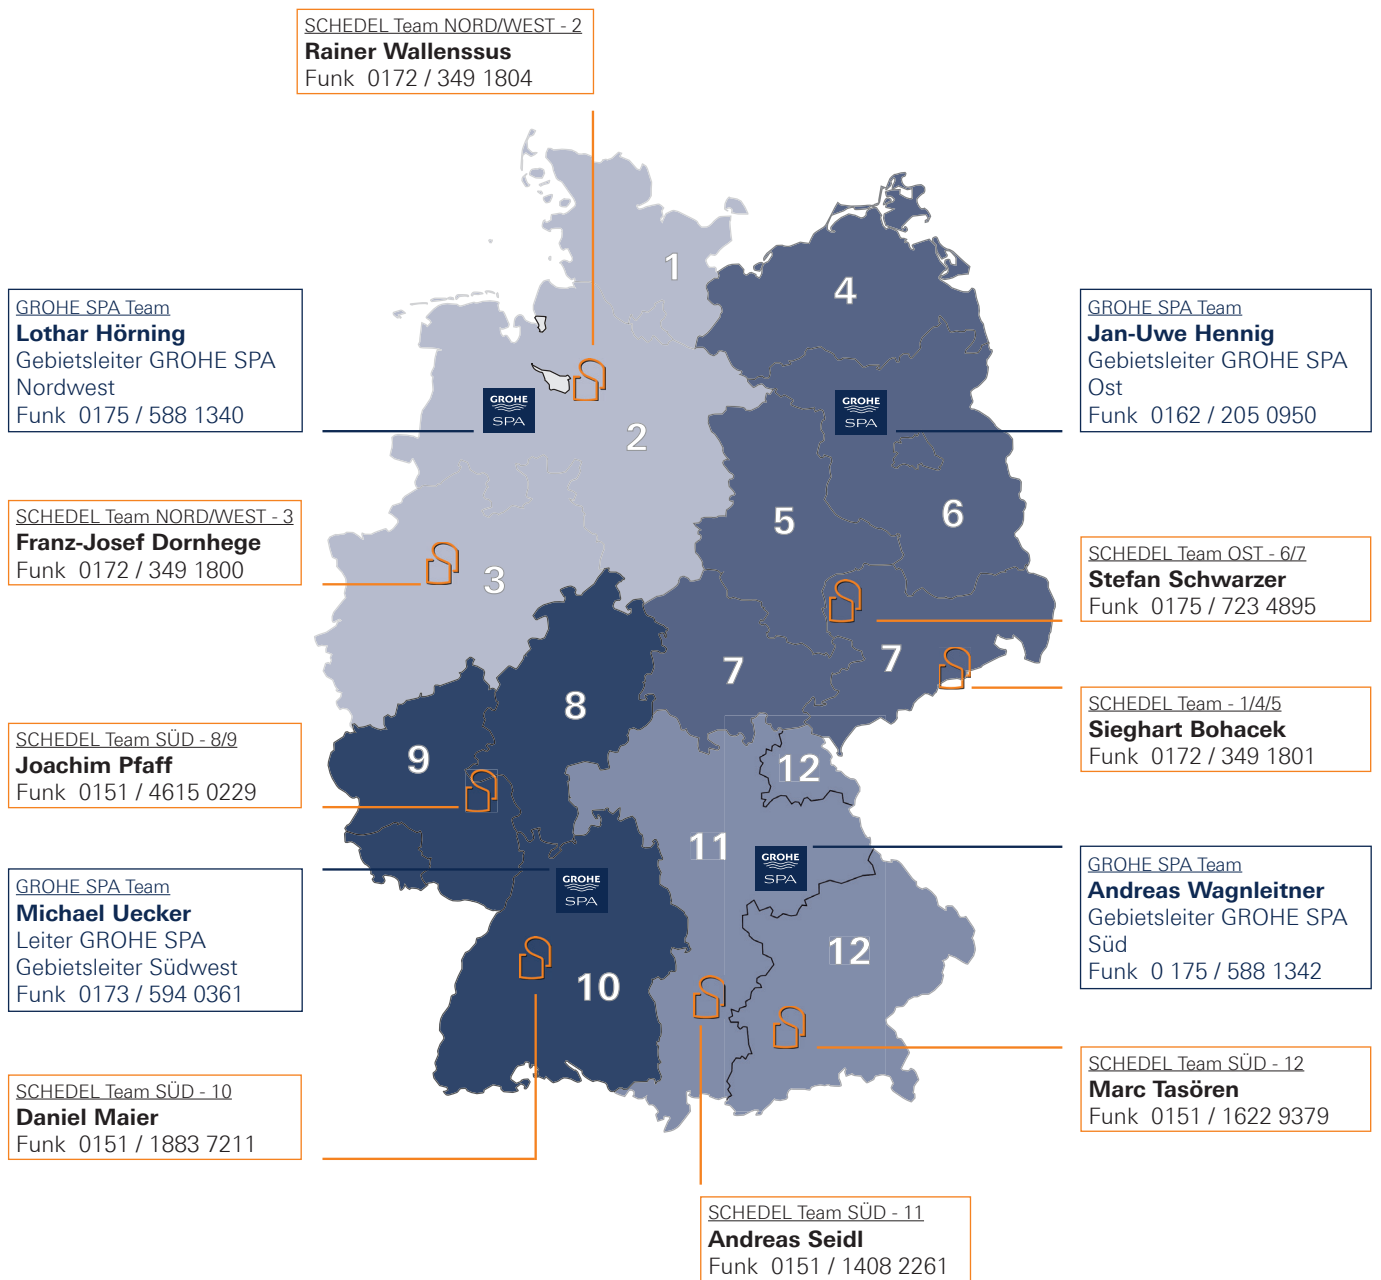 SCHEDEL Team NORD/WEST - 2
Rainer Wallenssus
Funk 0172 / 349 1804
1
4
GROHE SPA Team
Lothar Hörning
Gebietsleiter GROHE SPA
Nordwest
Funk 0175 / 588 1340
GROHE SPA Team
Jan-Uwe Hennig
Gebietsleiter GROHE SPA
Ost
Funk 0162 / 205 0950
GROHE
SPA
GROHE
SPA
2
SCHEDEL Team NORD/WEST - 3
Franz-Josef Dornhege
Funk 0172 / 349 1800
5
6
3
SCHEDEL Team OST - 6/7
Stefan Schwarzer
Funk 0175 / 723 4895
7
7
8
SCHEDEL Team - 1/4/5
Sieghart Bohacek
Funk 0172 / 349 1801
SCHEDEL Team SÜD - 8/9
Joachim Pfaff
Funk 0151 / 4615 0229
9
12
11
GROHE
SPA
GROHE
SPA
GROHE SPA Team
Michael Uecker
Leiter GROHE SPA
Gebietsleiter Südwest
Funk 0173 / 594 0361
GROHE SPA Team
Andreas Wagnleitner
Gebietsleiter GROHE SPA
Süd
Funk 0 175 / 588 1342
12
10
SCHEDEL Team SÜD - 10
Daniel Maier
Funk 0151 / 1883 7211
SCHEDEL Team SÜD - 12
Marc Tasören
Funk 0151 / 1622 9379
SCHEDEL Team SÜD - 11
Andreas Seidl
Funk 0151 / 1408 2261